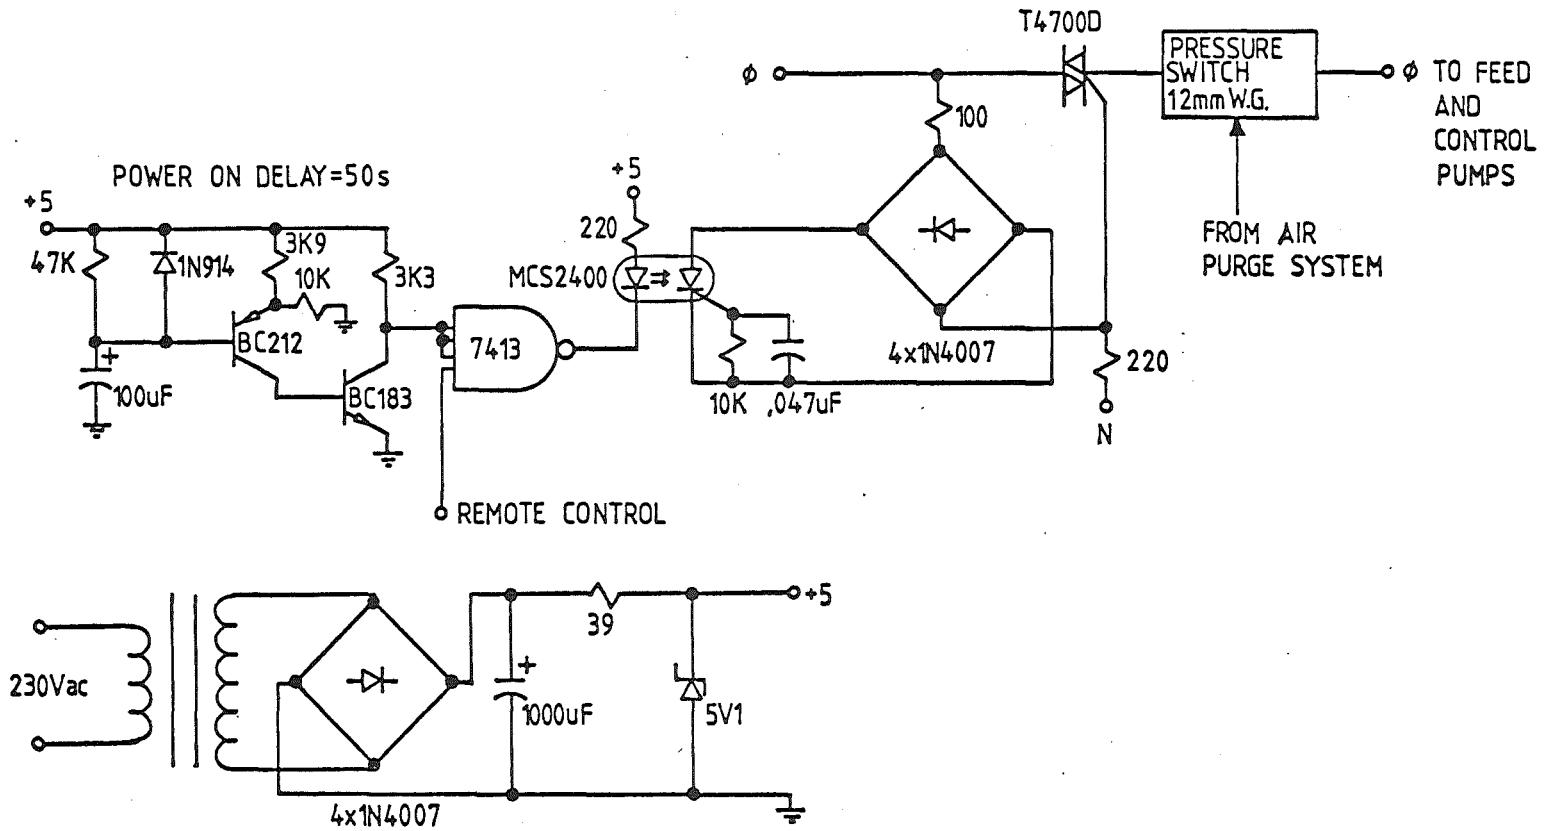 T4700D
PRESSURE
SWITCH
12mm W.G.
ϕ
ϕ TO FEED
AND
CONTROL
PUMPS
100
POWER ON DELAY=50s
+5
+5
FROM AIR
PURGE SYSTEM
47K
1N914
3K9
10K
3K3
220
MCS2400
BC212
7413
4x1N4007
220
100uF
BC183
10K
,047uF
N
REMOTE CONTROL
+5
39
230Vac
1000uF
5V1
4x1N4007
+
+